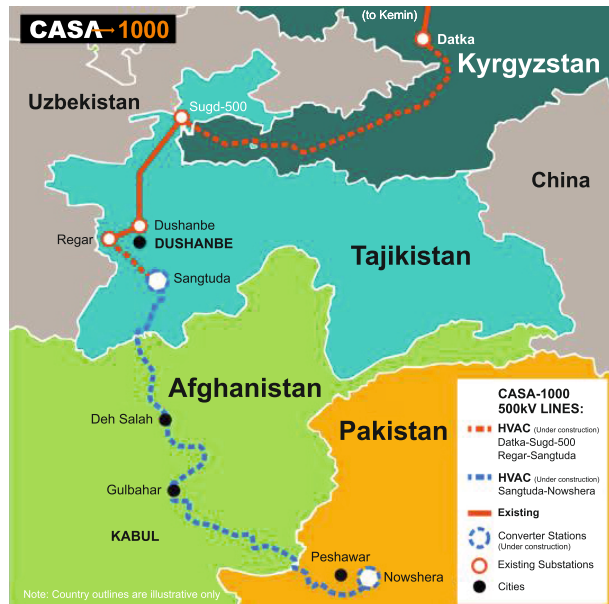 CASA→1000
(to Kemin)
Datka
Kyrgyzstan
Uzbekistan
Sugd-500
China
Dushanbe
Regar
DUSHANBE
Tajikistan
Sangtuda
Afghanistan
Deh Salah
Pakistan
Gulbahar
KABUL
Peshawar
Nowshera
CASA-1000
500kV LINES:
HVAC (Under construction)
Datka-Sugd-500
Regar-Sangtuda
HVAC (Under construction)
Sangtuda-Nowshera
Existing
Converter Stations
(Under construction)
Existing Substations
Cities
Note: Country outlines are illustrative only